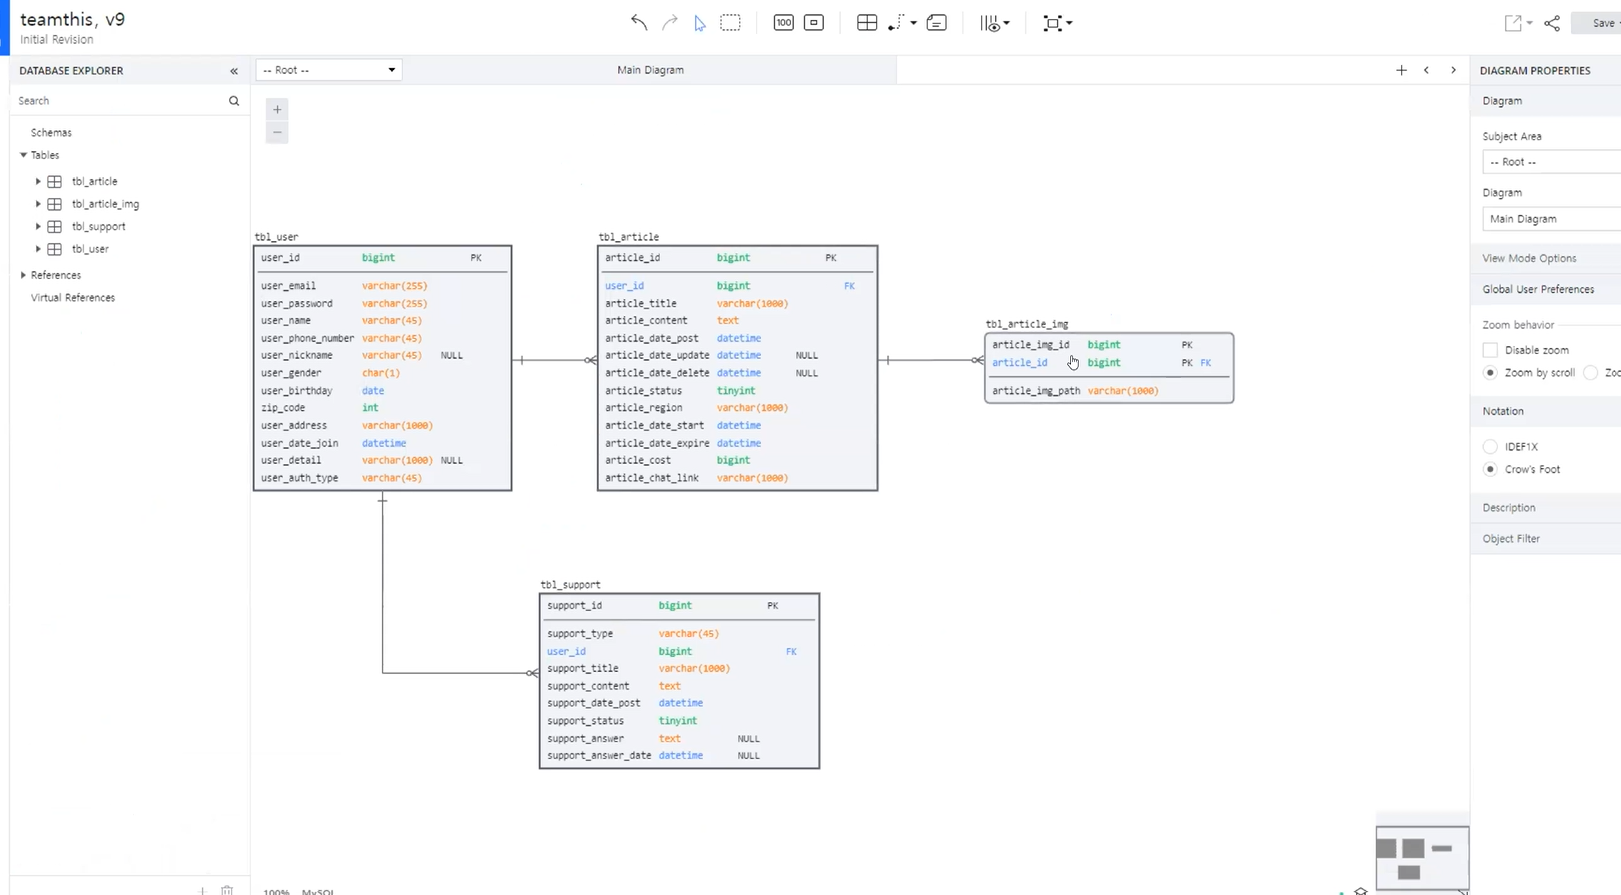 teamthis, v9
Initial Revision
100
Save
DATABASE EXPLORER
«
-- Root --
Main Diagram
DIAGRAM PROPERTIES
Search
Schemas
Tables
tbl_article
tbl_article_img
tbl_support
tbl_user
References
Virtual References
+
−
tbl_user
user_id bigint PK
user_email varchar(255)
user_password varchar(255)
user_name varchar(45)
user_phone_number varchar(45)
user_nickname varchar(45) NULL
user_gender char(1)
user_birthday date
zip_code int
user_address varchar(1000)
user_date_join datetime
user_detail varchar(1000) NULL
user_auth_type varchar(45)
tbl_article
article_id bigint PK
user_id bigint FK
article_title varchar(1000)
article_content text
article_date_post datetime
article_date_update datetime NULL
article_date_delete datetime NULL
article_status tinyint
article_region varchar(1000)
article_date_start datetime
article_date_expire datetime
article_cost bigint
article_chat_link varchar(1000)
tbl_article_img
article_img_id bigint PK
article_id bigint PK FK
article_img_path varchar(1000)
tbl_support
support_id bigint PK
support_type varchar(45)
user_id bigint FK
support_title varchar(1000)
support_content text
support_date_post datetime
support_status tinyint
support_answer text NULL
support_answer_date datetime NULL
Diagram
Subject Area
-- Root --
Diagram
Main Diagram
View Mode Options
Global User Preferences
Zoom behavior
Disable zoom
Zoom by scroll Zoo
Notation
IDEF1X
Crow's Foot
Description
Object Filter
100% MySQL